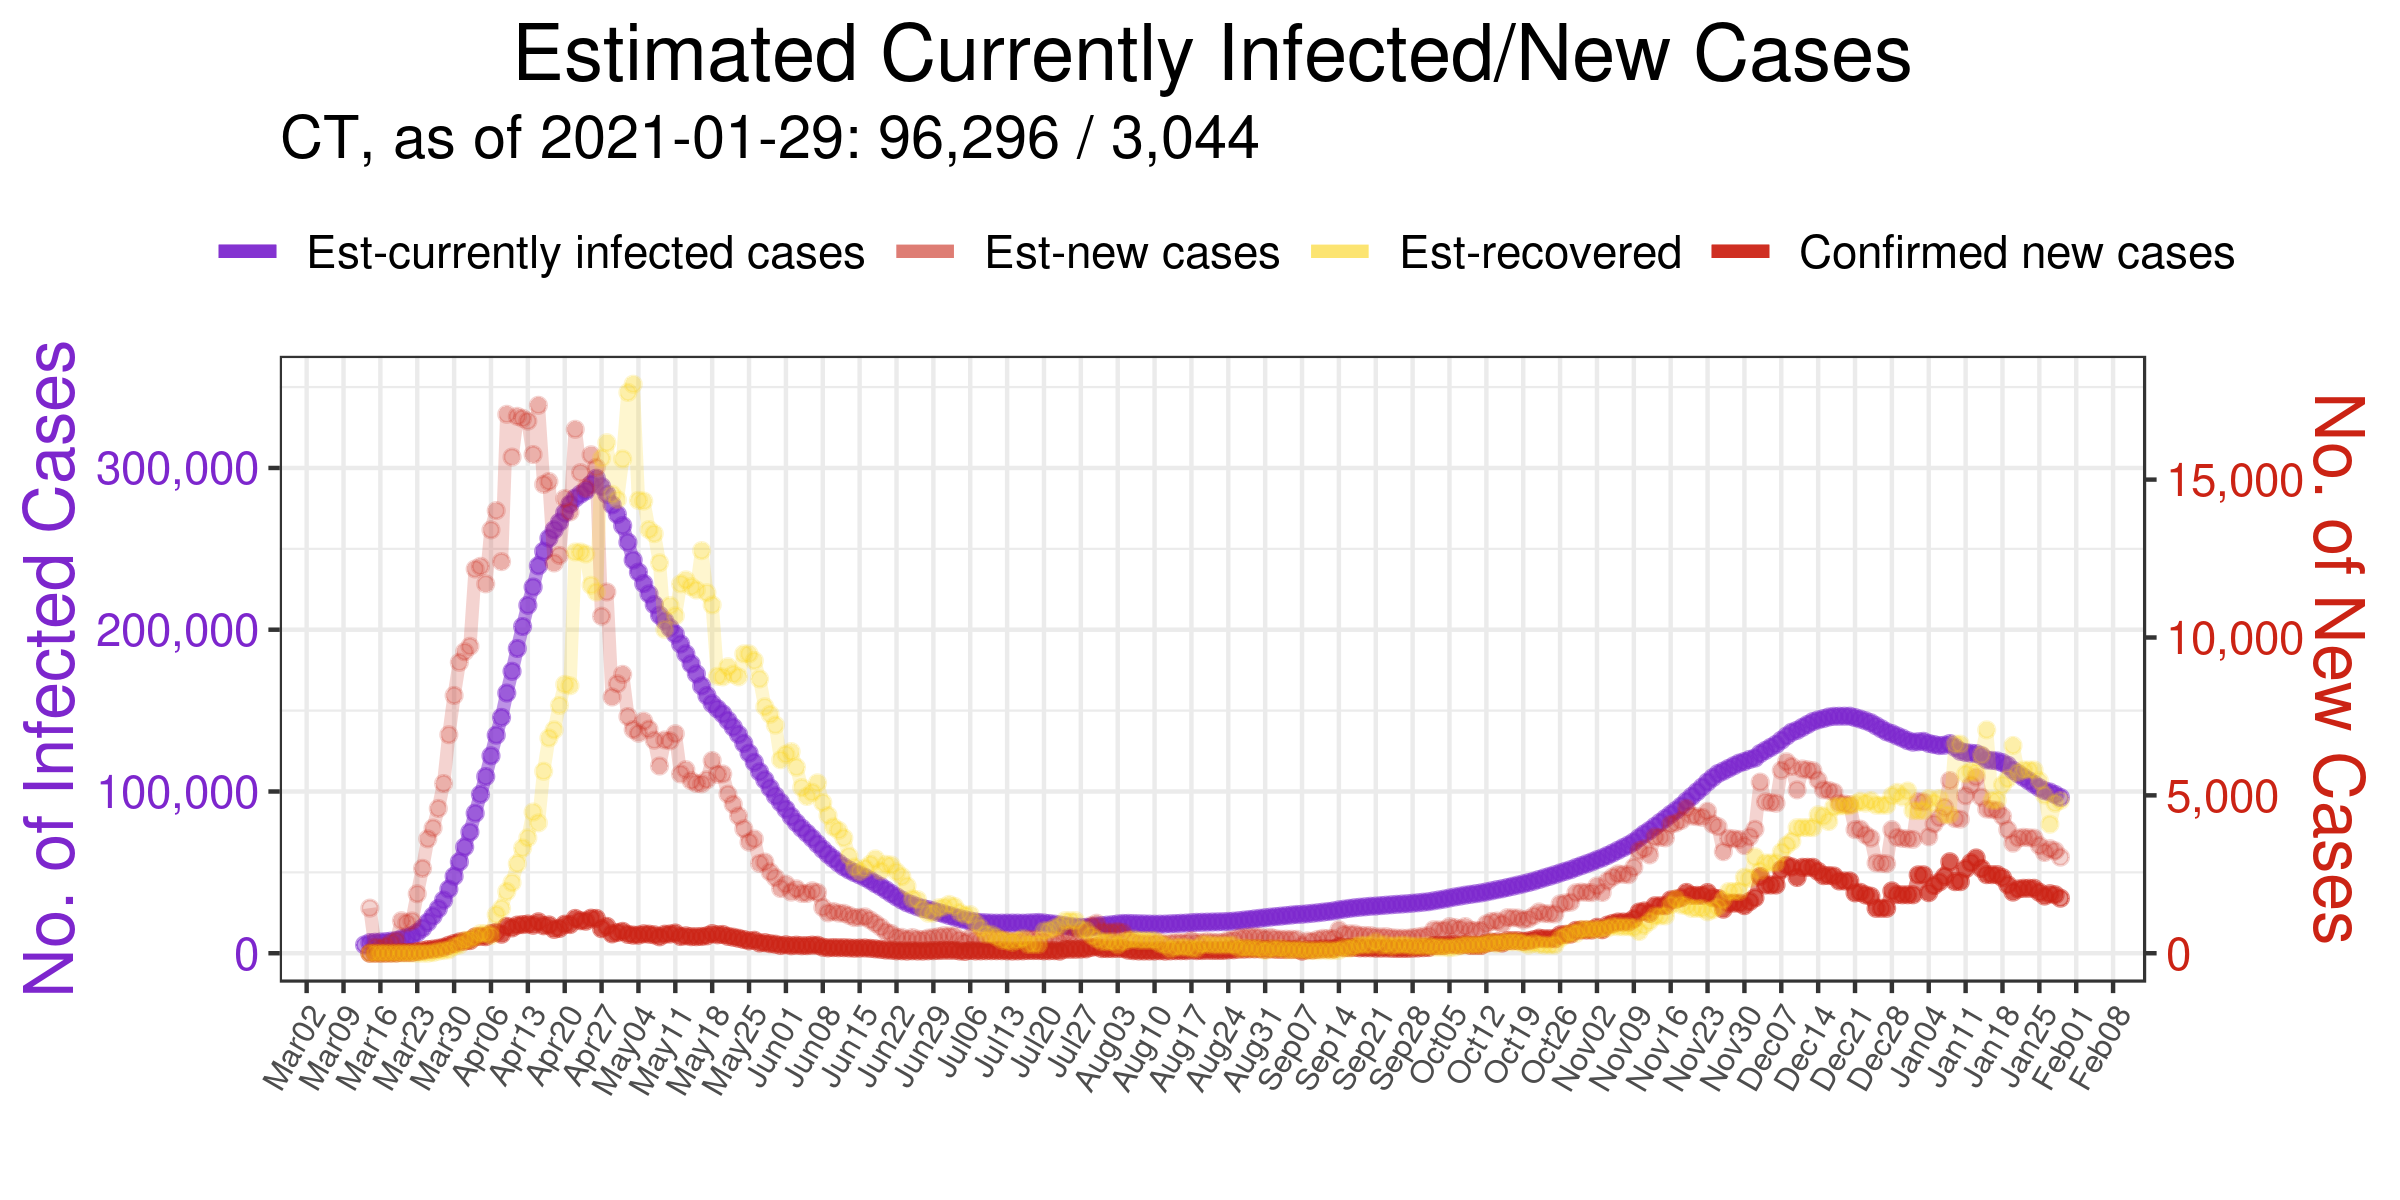 Estimated Currently Infected/New Cases
CT, as of 2021-01-29: 96,296 / 3,044
Est-currently infected cases
Est-new cases
Est-recovered
Confirmed new cases
No. of Infected Cases
300,000
200,000
100,000
0
15,000
10,000
5,000
0
No. of New Cases
Mar02
Mar09
Mar16
Mar23
Mar30
Apr06
Apr13
Apr20
Apr27
May04
May11
May18
May25
Jun01
Jun08
Jun15
Jun22
Jun29
Jul06
Jul13
Jul20
Jul27
Aug03
Aug10
Aug17
Aug24
Aug31
Sep07
Sep14
Sep21
Sep28
Oct05
Oct12
Oct19
Oct26
Nov02
Nov09
Nov16
Nov23
Nov30
Dec07
Dec14
Dec21
Dec28
Jan04
Jan11
Jan18
Jan25
Feb01
Feb08